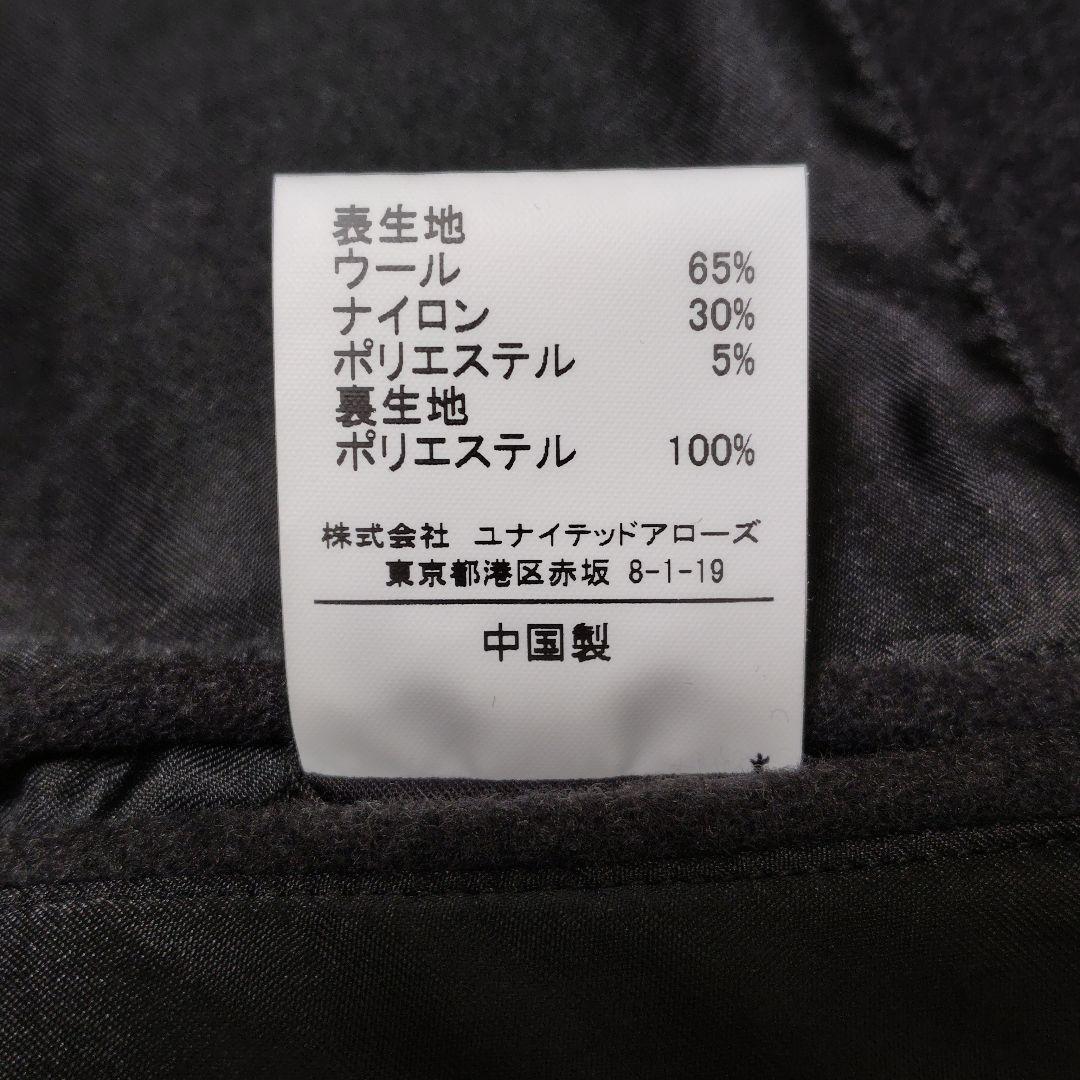 表生地
ウール 65%
ナイロン 30%
ポリエステル 5%
裏生地
ポリエステル 100%
株式会社 ユナイテッドアローズ
東京都港区赤坂 8-1-19
中国製